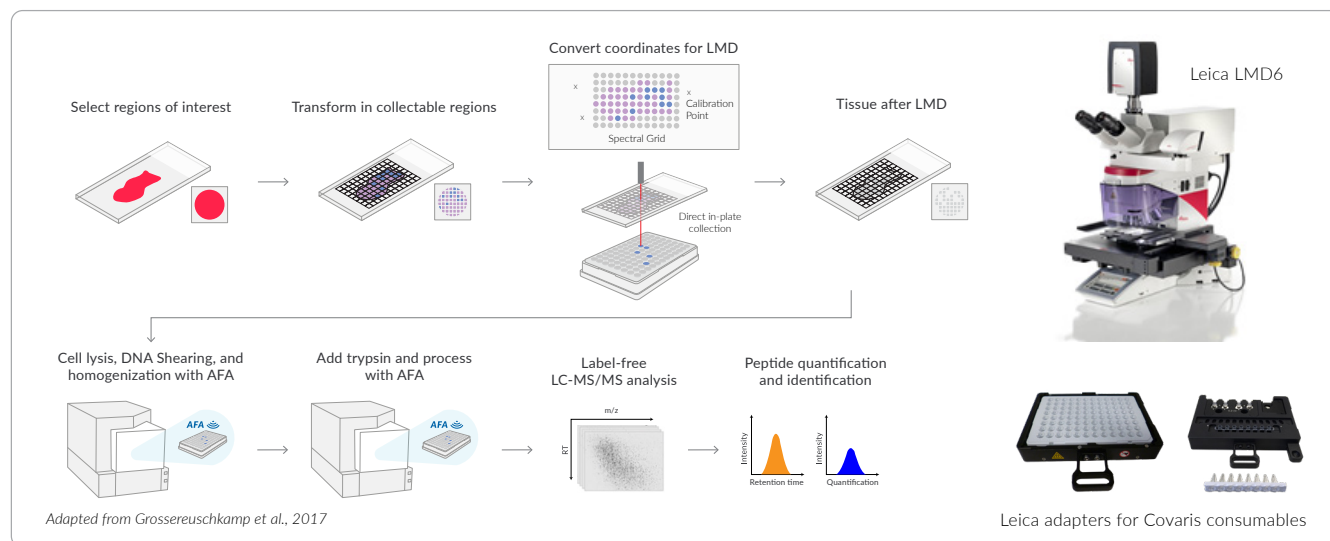 Convert coordinates for LMD
Select regions of interest
Transform in collectable regions
x
x
x
Calibration
Point
Spectral Grid
Tissue after LMD
Direct in-plate
collection
Leica LMD6
Cell lysis, DNA Shearing, and
homogenization with AFA
Add trypsin and process
with AFA
Label-free
LC-MS/MS analysis
Peptide quantification
and identification
AFA
AFA
m/z
RT
Intensity
Retention time
Intensity
Quantification
Adapted from Grossereuschkamp et al., 2017
Leica adapters for Covaris consumables